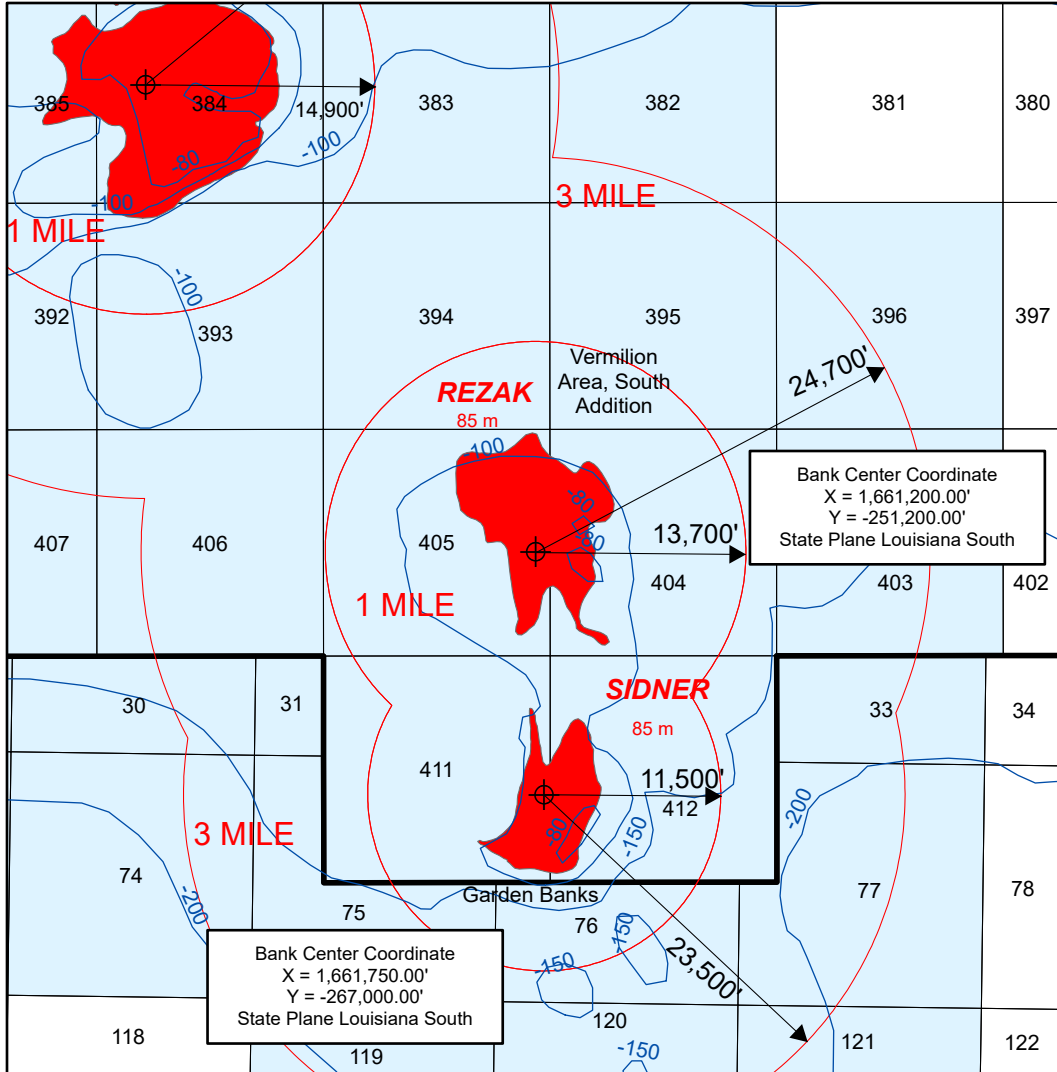 385
384
14,900'
383
382
381
380
-80
-100
-100
3 MILE
1 MILE
-100
392
393
394
395
396
397
Vermilion
Area, South
Addition
REZAK
85 m
24,700'
-100
-80
Bank Center Coordinate
X = 1,661,200.00'
Y = -251,200.00'
State Plane Louisiana South
407
406
405
-80
13,700'
404
403
402
1 MILE
SIDNER
85 m
30
31
33
34
411
11,500'
412
-200
3 MILE
-80
-150
74
-200
75
Garden Banks
76
77
78
-150
-150
23,500'
Bank Center Coordinate
X = 1,661,750.00'
Y = -267,000.00'
State Plane Louisiana South
118
119
120
-150
121
122